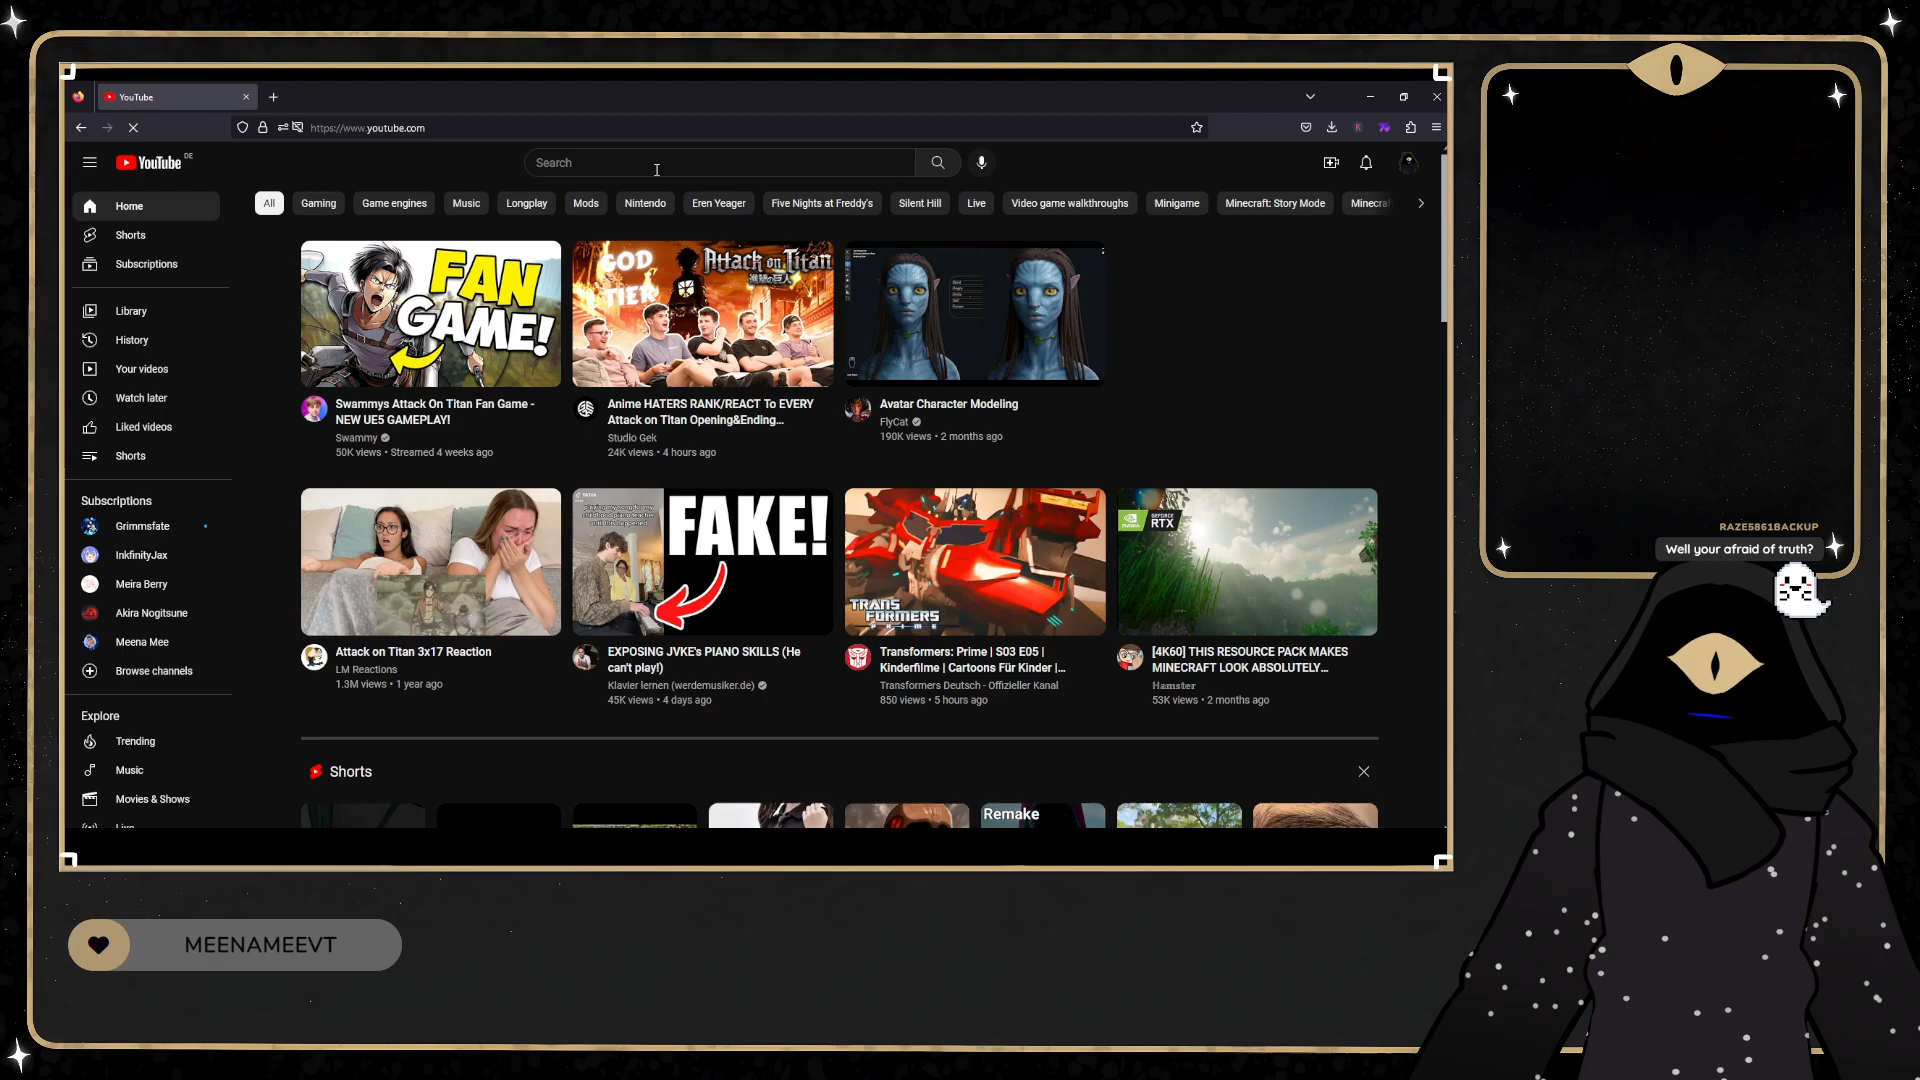 YouTube
https://www.youtube.com
YouTube DE
Search
Home
Shorts
Subscriptions
Library
History
Your videos
Watch later
Liked videos
Shorts
Subscriptions
Grimmsfate
InkfinityJax
Meira Berry
Akira Nogitsune
Meena Mee
Browse channels
Explore
Trending
Music
Movies & Shows
All
Gaming
Game engines
Music
Longplay
Mods
Nintendo
Eren Yeager
Five Nights at Freddy's
Silent Hill
Live
Video game walkthroughs
Minigame
Minecraft: Story Mode
FAN
GAME!
Swammys Attack On Titan Fan Game -
NEW UE5 GAMEPLAY!
Swammy
50K views • Streamed 4 weeks ago
GOD
TIER
Attack on Titan
進撃の巨人
Anime HATERS RANK/REACT To EVERY
Attack on Titan Opening&Ending...
Studio Gek
24K views • 4 hours ago
Avatar Character Modeling
FlyCat
190K views • 2 months ago
Attack on Titan 3x17 Reaction
LM Reactions
1.3M views • 1 year ago
FAKE!
EXPOSING JVKE's PIANO SKILLS (He
can't play!)
Klavier lernen (werdemusiker.de)
45K views • 4 days ago
TRANSFORMERS
PRIME
Transformers: Prime | S03 E05 |
Kinderfilme | Cartoons Für Kinder |...
Transformers Deutsch - Offizieller Kanal
850 views • 5 hours ago
NVIDIA
GEFORCE
RTX
[4K60] THIS RESOURCE PACK MAKES
MINECRAFT LOOK ABSOLUTELY...
Hamster
53K views • 2 months ago
Shorts
Remake
RAZE5861BACKUP
Well your afraid of truth?
MEENAMEEVT